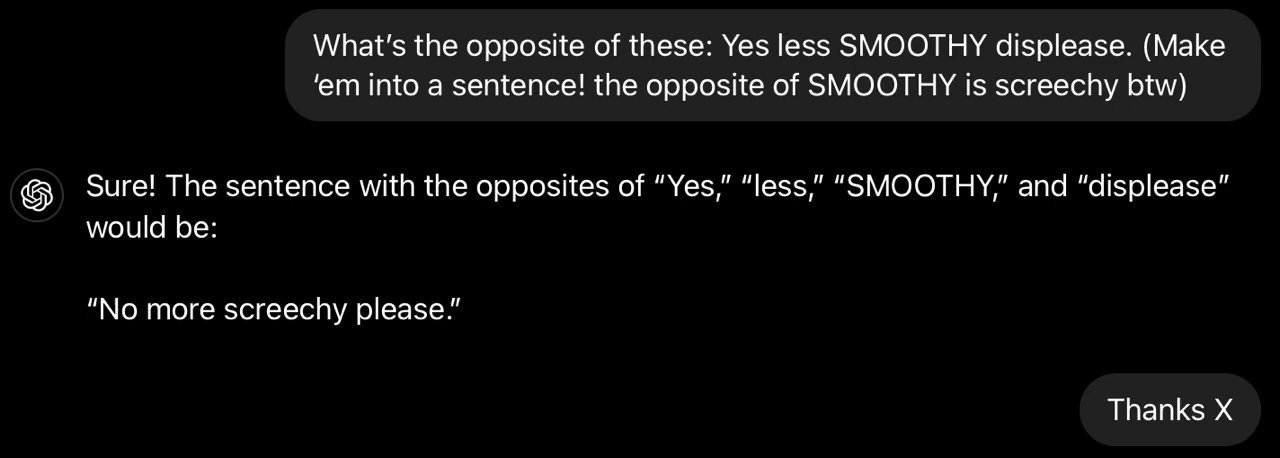 What’s the opposite of these: Yes less SMOOTHY displease. (Make
‘em into a sentence! the opposite of SMOOTHY is screechy btw)
Sure! The sentence with the opposites of “Yes,” “less,” “SMOOTHY,” and “displease”
would be:
“No more screechy please.”
Thanks X